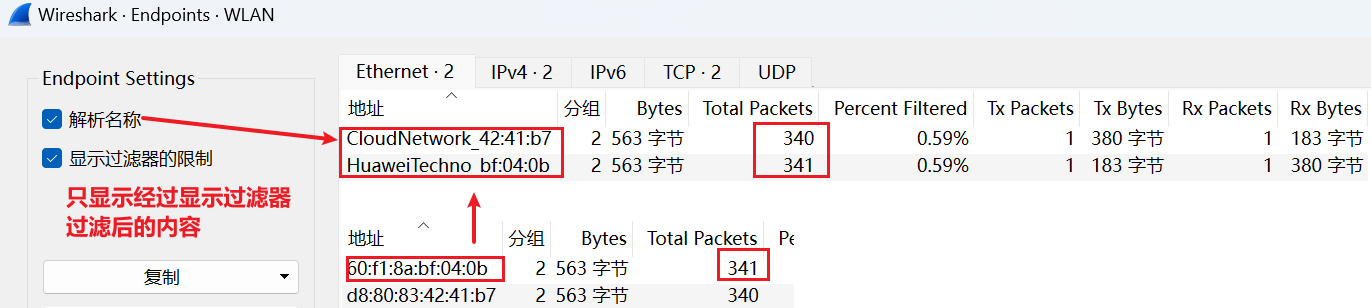 Wireshark · Endpoints · WLAN
Endpoint Settings
解析名称
显示过滤器的限制
只显示经过显示过滤器
过滤后的内容
复制
Ethernet · 2 IPv4 · 2 IPv6 TCP · 2 UDP
地址 分组 Bytes Total Packets Percent Filtered Tx Packets Tx Bytes Rx Packets Rx Bytes
CloudNetwork_42:41:b7 2 563 字节 340 0.59% 1 380 字节 1 183 字节
HuaweiTechno_bf:04:0b 2 563 字节 341 0.59% 1 183 字节 1 380 字节
地址 分组 Bytes Total Packets Pe
60:f1:8a:bf:04:0b 2 563 字节 341
d8:80:83:42:41:b7 2 563 字节 340